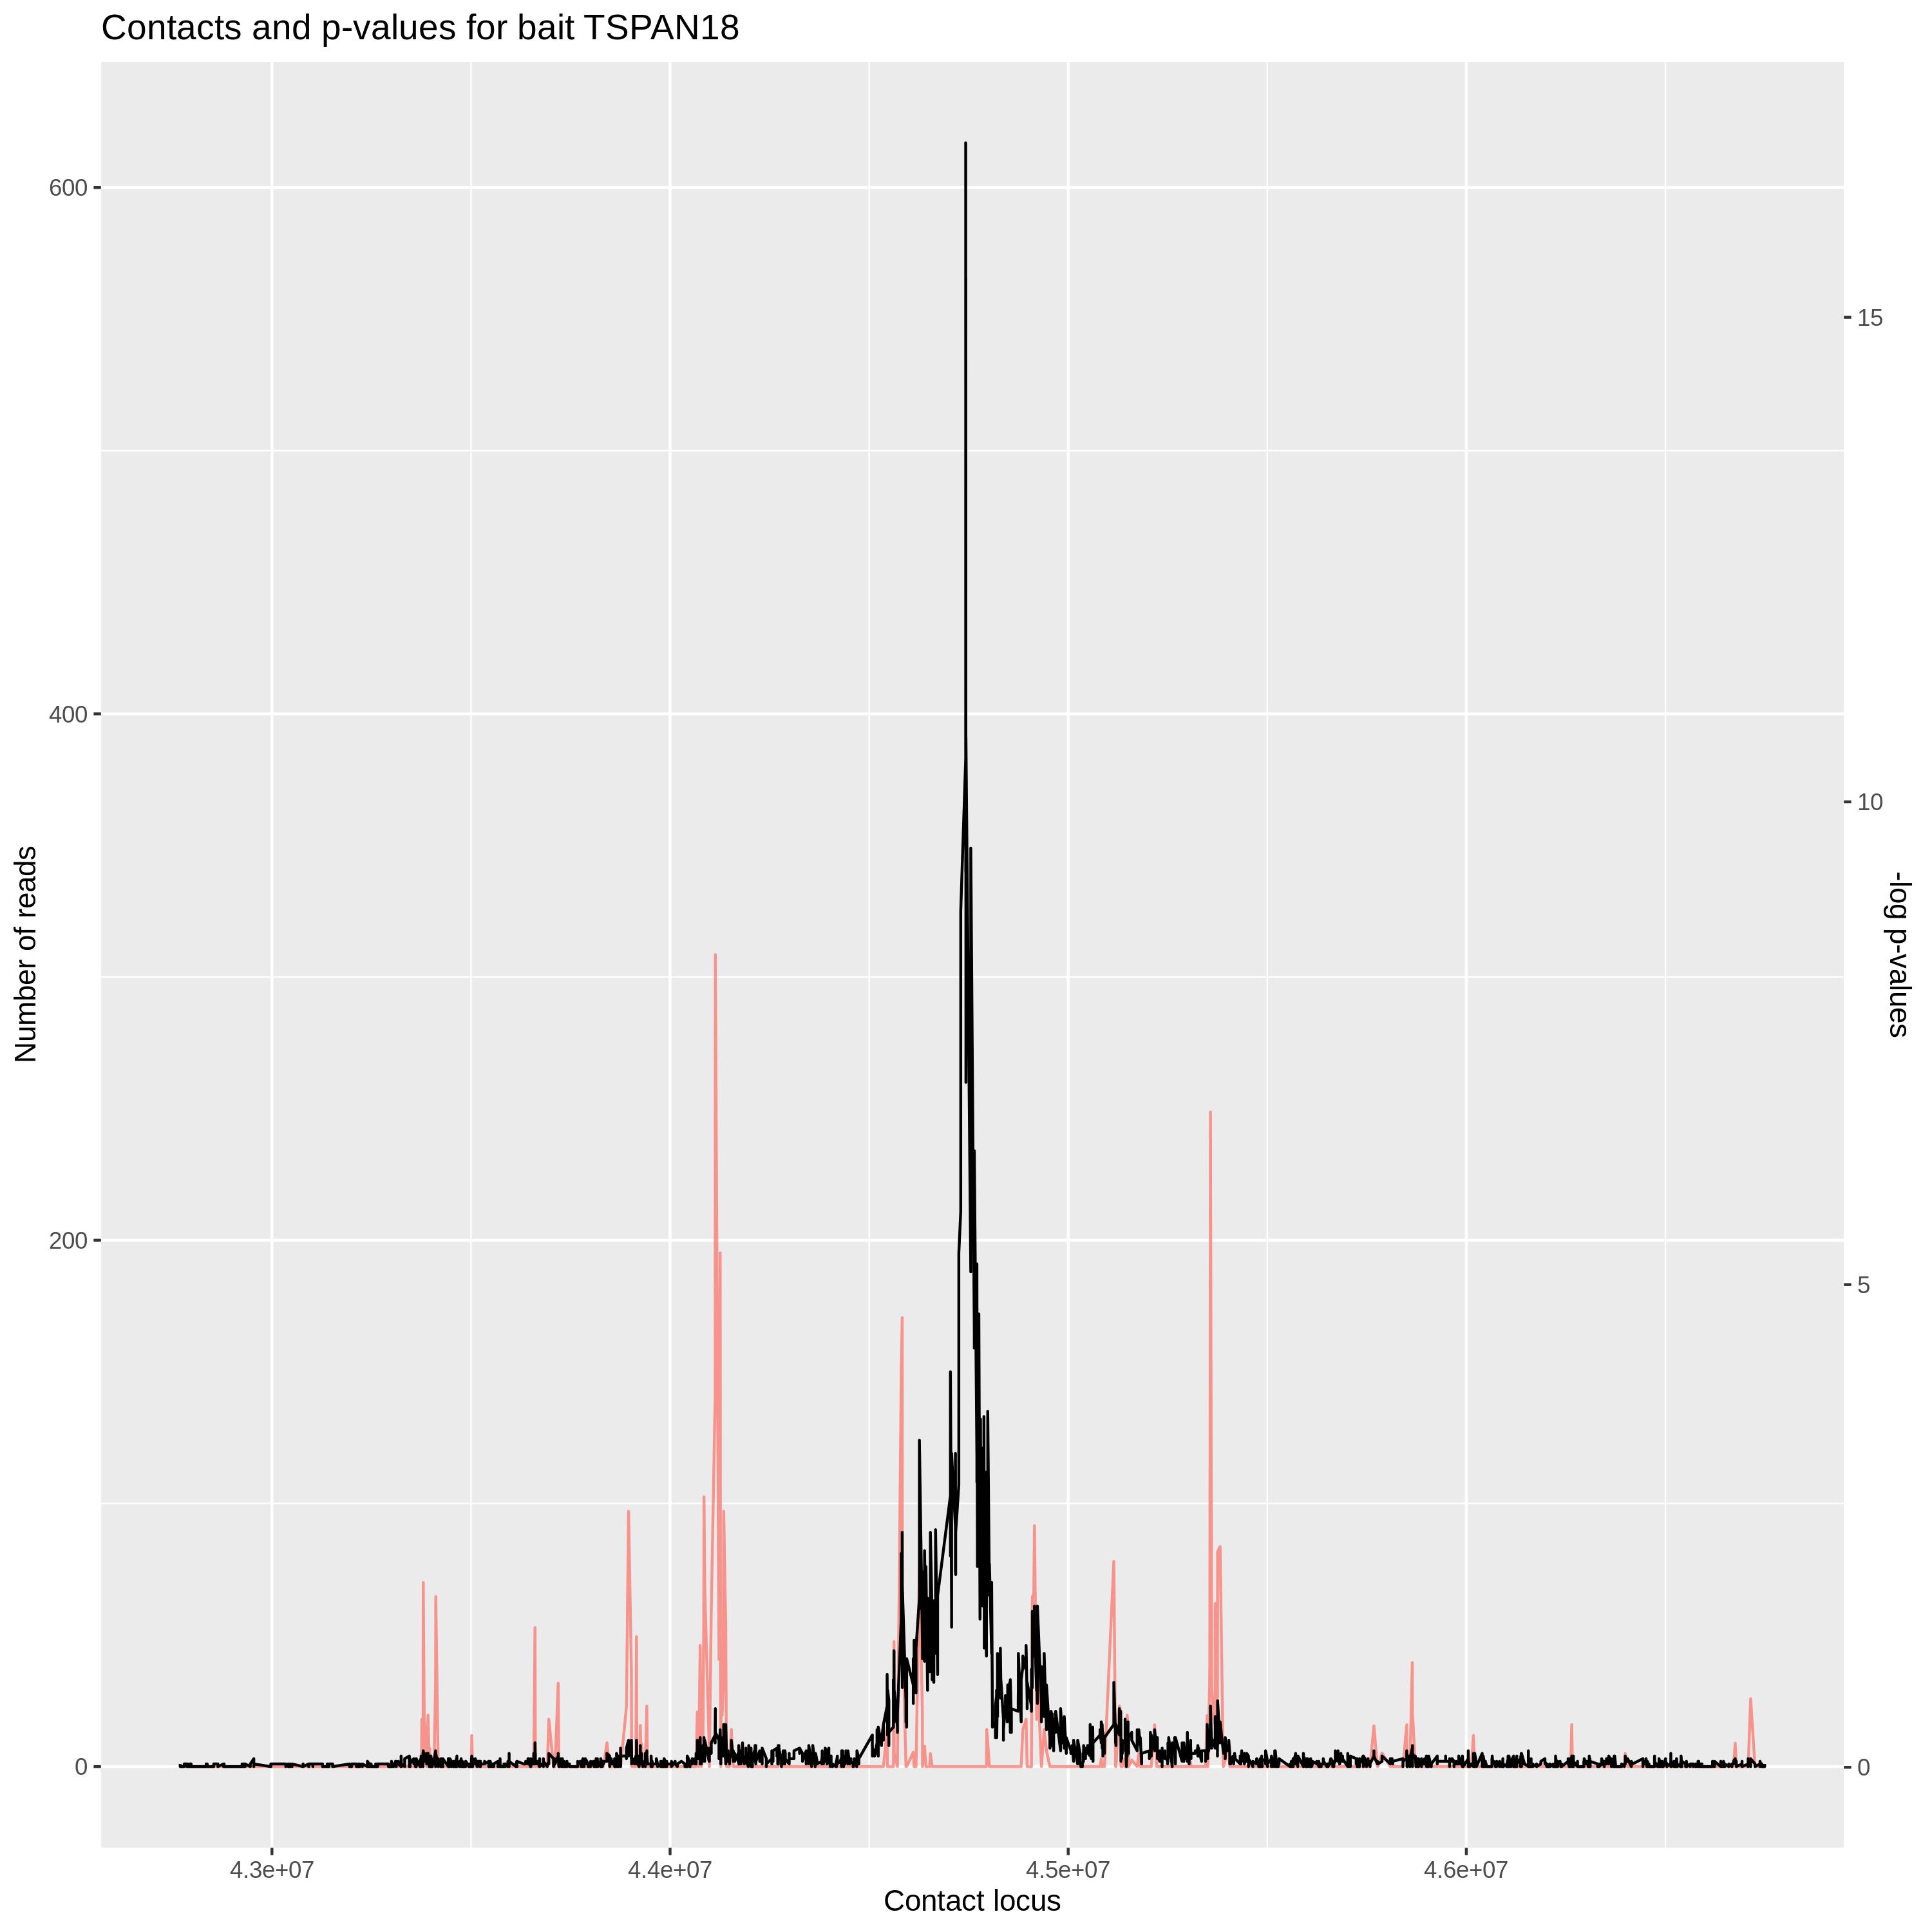 Contacts and p-values for bait TSPAN18
600
400
200
0
15
10
5
0
Number of reads
-log p-values
4.3e+07
4.4e+07
4.5e+07
4.6e+07
Contact locus